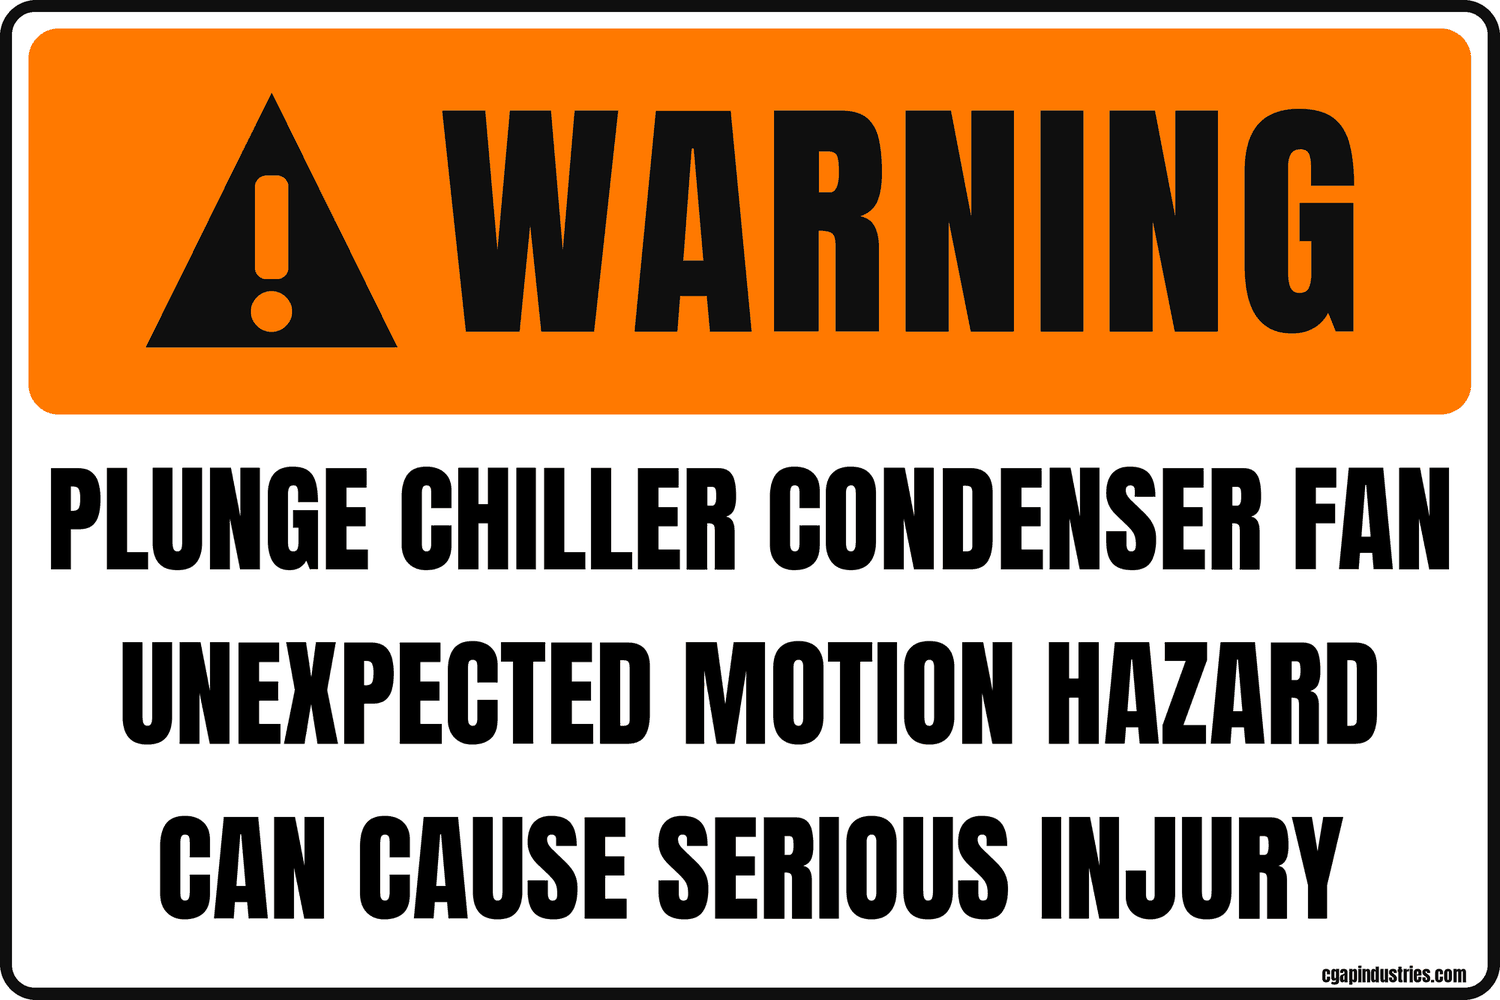 WARNING
PLUNGE CHILLER CONDENSER FAN
UNEXPECTED MOTION HAZARD
CAN CAUSE SERIOUS INJURY
cgapindustries.com